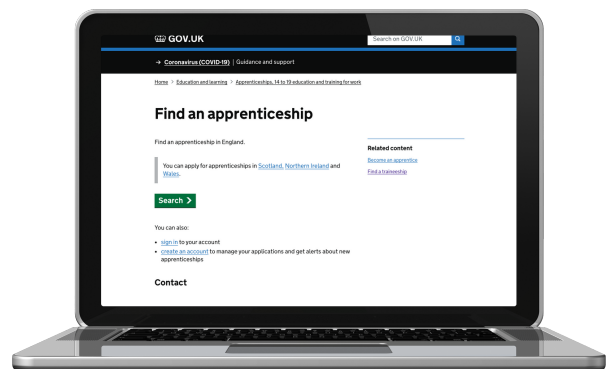 GOV.UK
Search on GOV.UK
→ Coronavirus (COVID-19) | Guidance and support
Home > Education and learning > Apprenticeships, 14 to 19 education and training for work
Find an apprenticeship
Find an apprenticeship in England.
You can apply for apprenticeships in Scotland, Northern Ireland and
Wales.
Search >
You can also:
• sign in to your account
• create an account to manage your applications and get alerts about new
apprenticeships
Contact
Related content
Become an apprentice
Find a traineeship